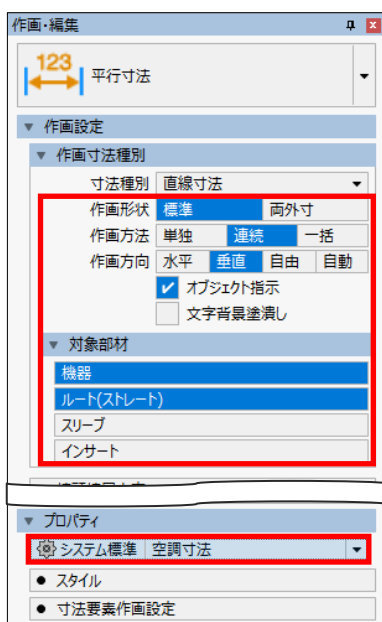 作画・編集
123
平行寸法
作画設定
作画寸法種別
寸法種別 直線寸法
作画形状 標準 両外寸
作画方法 単独 連続 一括
作画方向 水平 垂直 自由 自動
オブジェクト指示
文字背景塗潰し
対象部材
機器
ルート(ストレート)
スリーブ
インサート
プロパティ
システム標準 空調寸法
スタイル
寸法要素作画設定